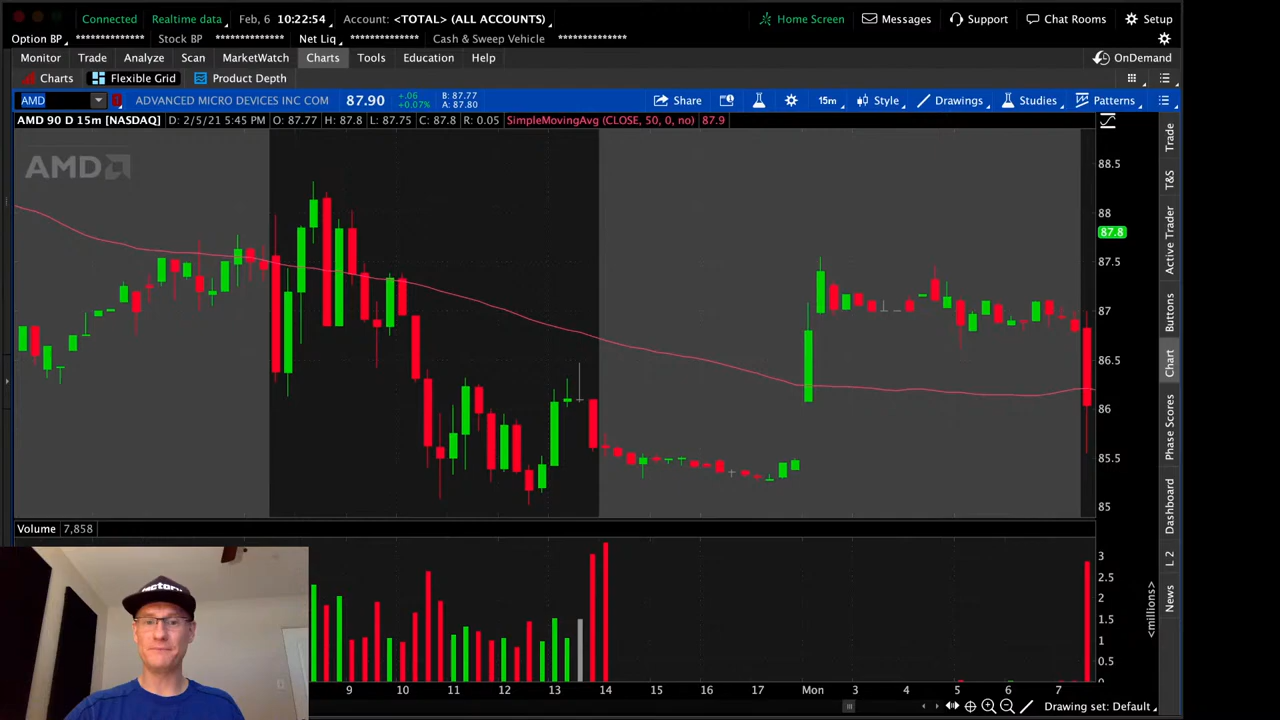 Connected Realtime data Feb, 6 10:22:54 Account: <TOTAL> (ALL ACCOUNTS) Home Screen Messages Support Chat Rooms Setup
Option BP ************** Stock BP ************** Net Liq ************** Cash & Sweep Vehicle **************
Monitor Trade Analyze Scan MarketWatch Charts Tools Education Help OnDemand
Charts Flexible Grid Product Depth
AMD ADVANCED MICRO DEVICES INC COM 87.90 +.06 +0.07% B: 87.77 A: 87.80 Share 15m Style Drawings Studies Patterns
AMD 90 D 15m [NASDAQ] D: 2/5/21 5:45 PM O: 87.77 H: 87.8 L: 87.75 C: 87.8 R: 0.05 SimpleMovingAvg (CLOSE, 50, 0, no) 87.9
AMD
88.5
88
87.8
87.5
87
86.5
86
85.5
85
Trade
T&S
Active Trader
Buttons
Chart
Phase Scores
Dashboard
L 2
News
Volume 7,858
3
2.5
2
1.5
1
0.5
0
<millions>
9 10 11 12 13 14 15 16 17 Mon 3 4 5 6 7
Drawing set: Default